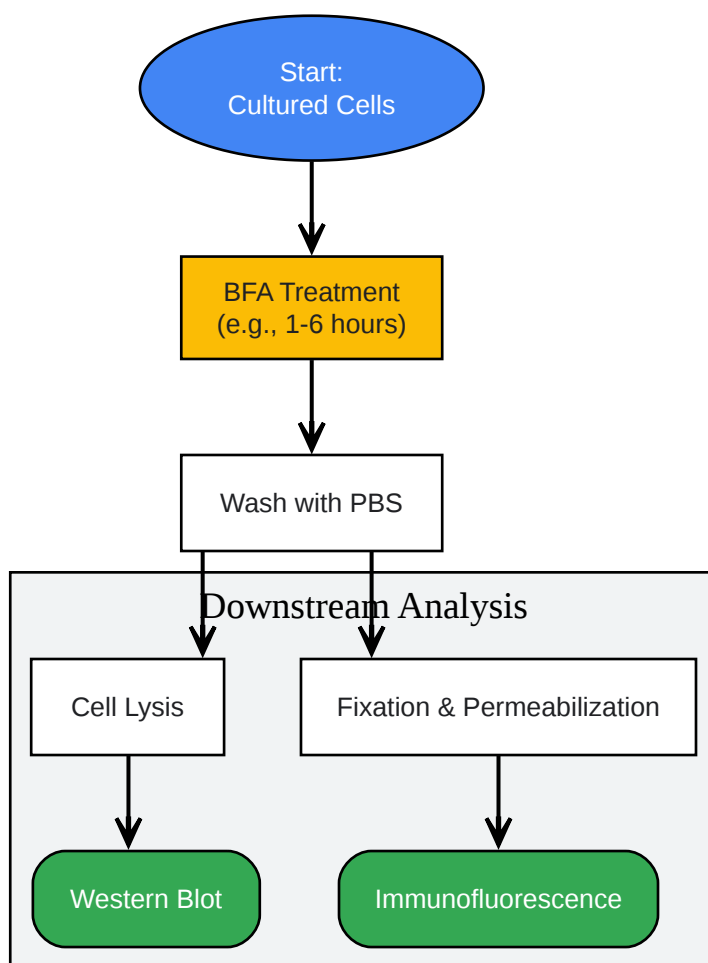 Start:
Cultured Cells
BFA Treatment
(e.g., 1-6 hours)
Wash with PBS
Downstream Analysis
Cell Lysis
Fixation & Permeabilization
Western Blot
Immunofluorescence